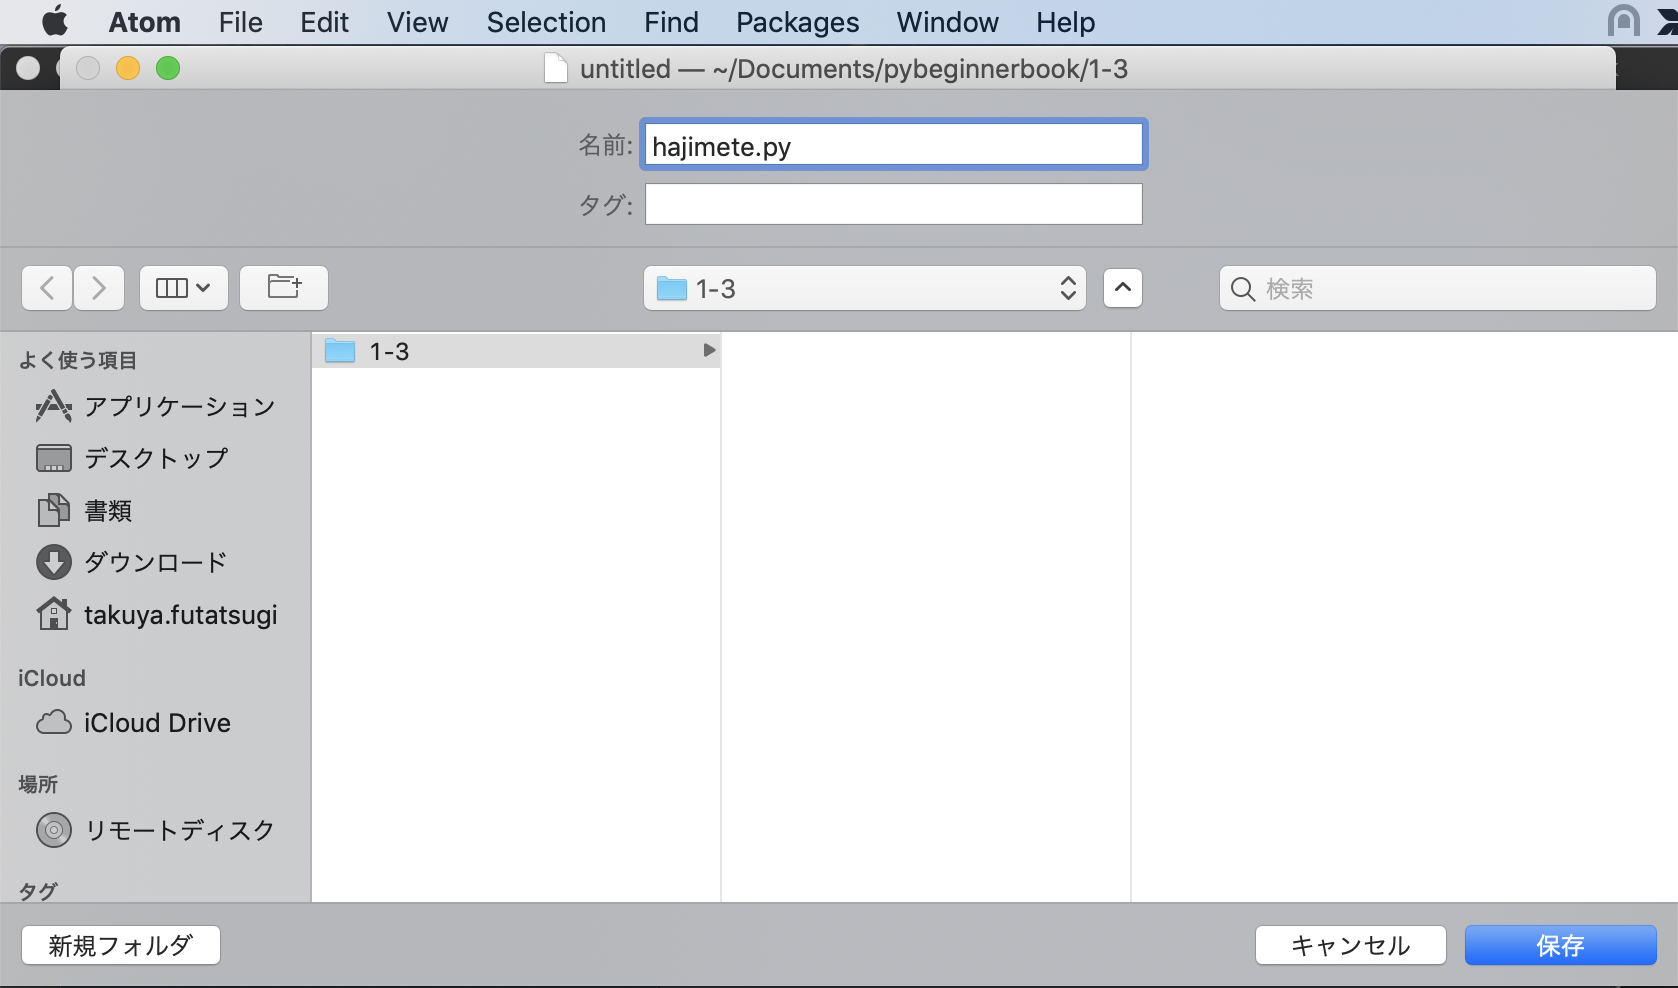 Atom File Edit View Selection Find Packages Window Help
untitled — ~/Documents/pybeginnerbook/1-3
名前: hajimete.py
タグ:
1-3
検索
よく使う項目
アプリケーション
デスクトップ
書類
ダウンロード
takuya.futatsugi
iCloud
iCloud Drive
場所
リモートディスク
タグ
1-3
新規フォルダ キャンセル 保存